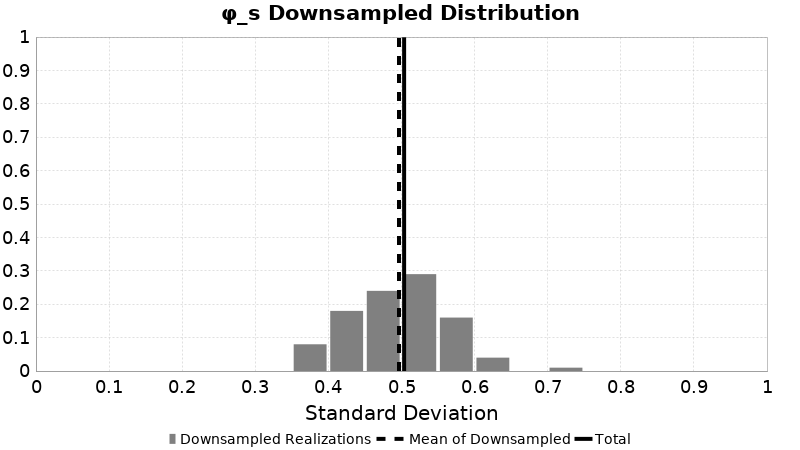 φ_s Downsampled Distribution
1
0.9
0.8
0.7
0.6
0.5
0.4
0.3
0.2
0.1
0
0 0.1 0.2 0.3 0.4 0.5 0.6 0.7 0.8 0.9 1
Standard Deviation
Downsampled Realizations Mean of Downsampled Total